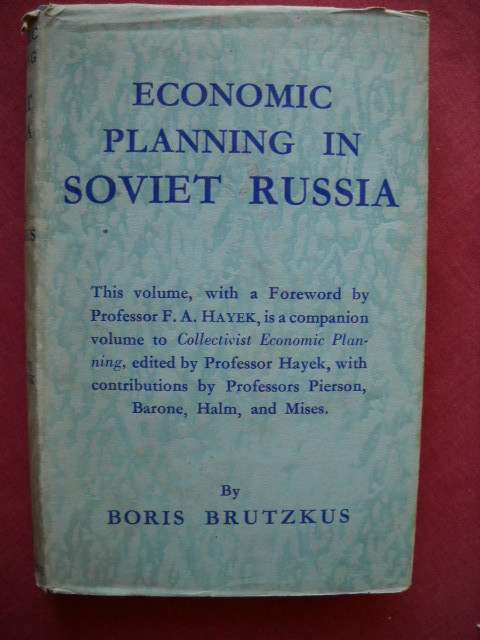 ECONOMIC
PLANNING IN
SOVIET RUSSIA
This volume, with a Foreword by
Professor F. A. HAYEK, is a companion
volume to Collectivist Economic Plan-
ning, edited by Professor Hayek, with
contributions by Professors Pierson,
Barone, Halm, and Mises.
By
BORIS BRUTZKUS